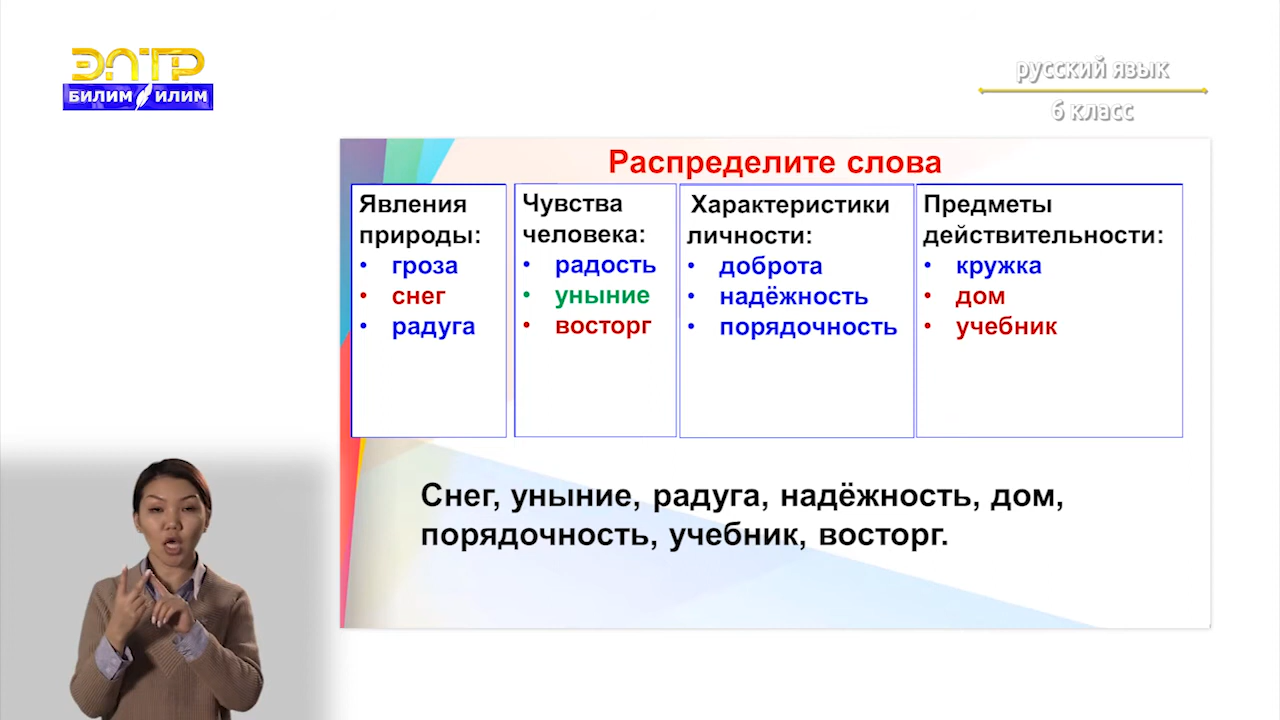 ЭЛТР
БИЛИМ ИЛИМ
русский язык
6 класс
Распределите слова
Явления
природы:
• гроза
• снег
• радуга
Чувства
человека:
• радость
• уныние
• восторг
Характеристики
личности:
• доброта
• надёжность
• порядочность
Предметы
действительности:
• кружка
• дом
• учебник
Снег, уныние, радуга, надёжность, дом,
порядочность, учебник, восторг.